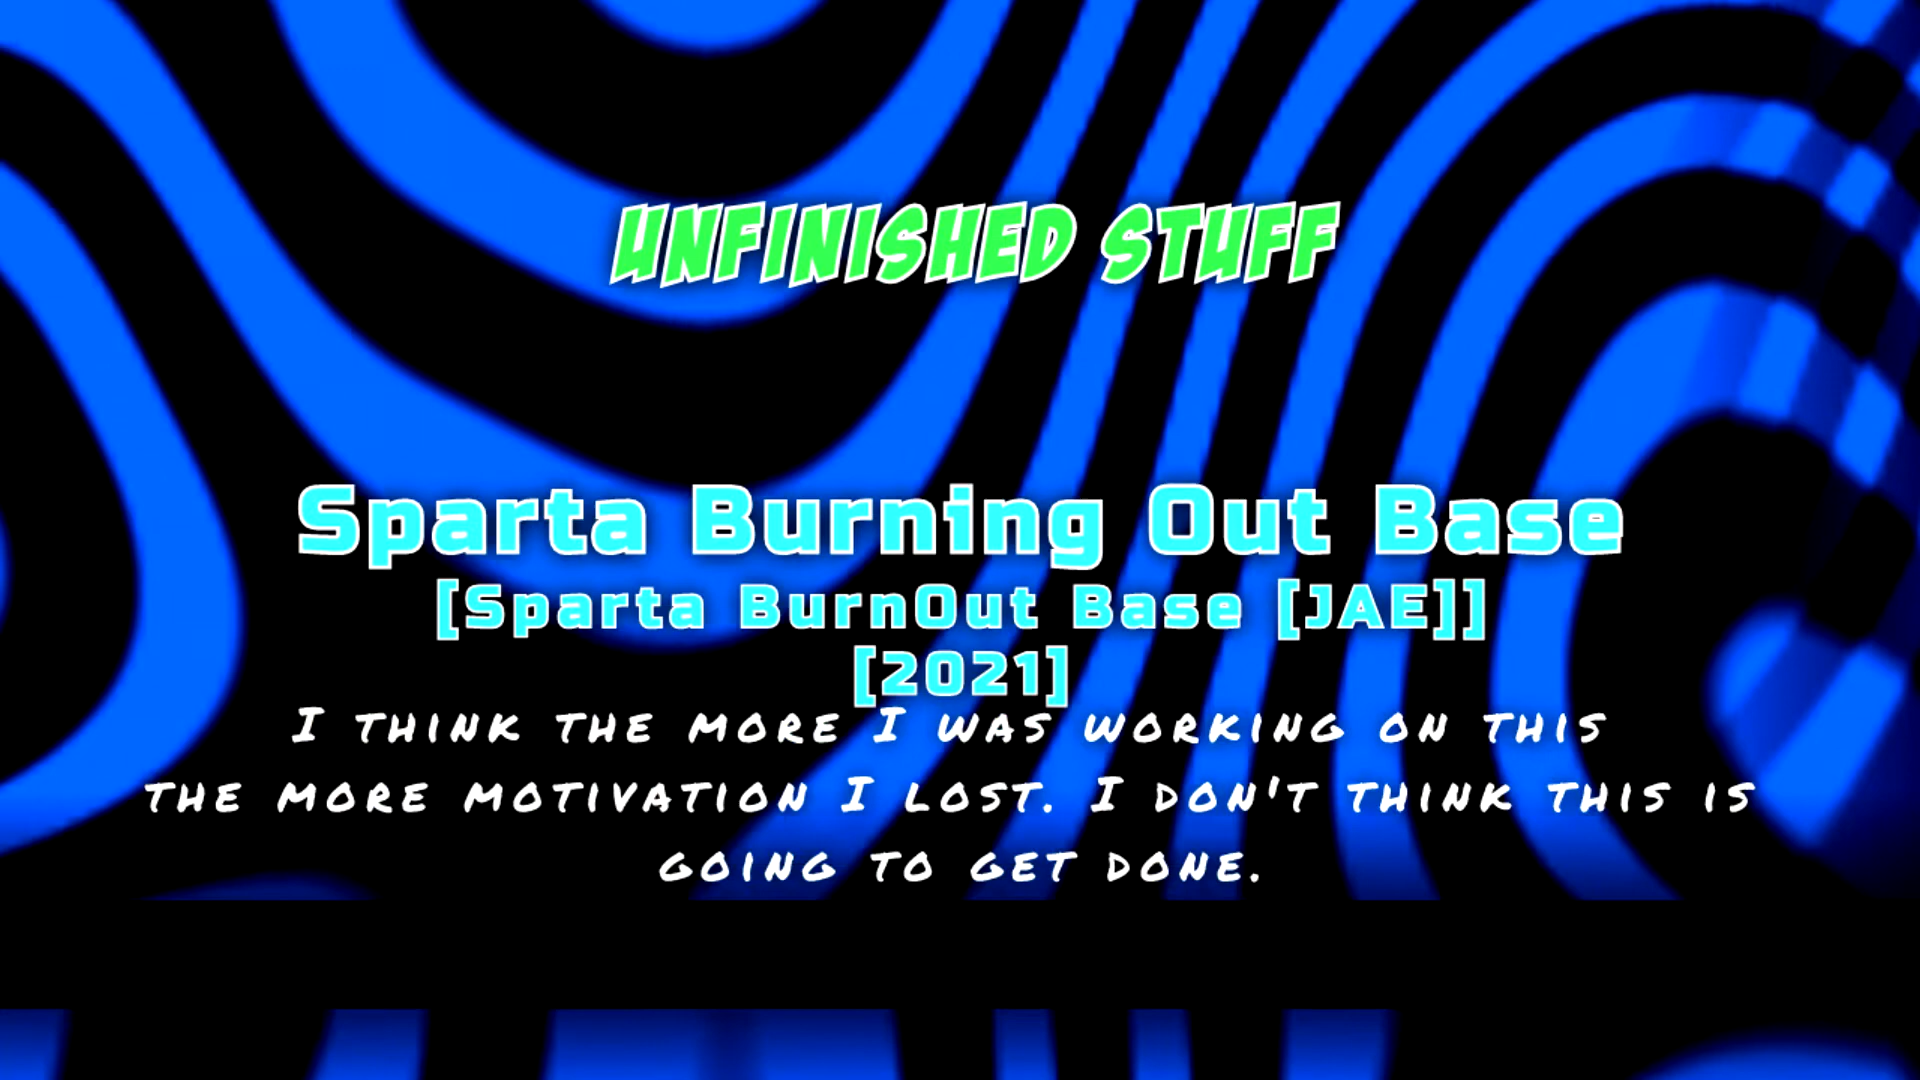 UNFINISHED STUFF
Sparta Burning Out Base
[Sparta BurnOut Base [JAE]]
[2021]
I THINK THE MORE I WAS WORKING ON THIS
THE MORE MOTIVATION I LOST. I DON'T THINK THIS IS
GOING TO GET DONE.